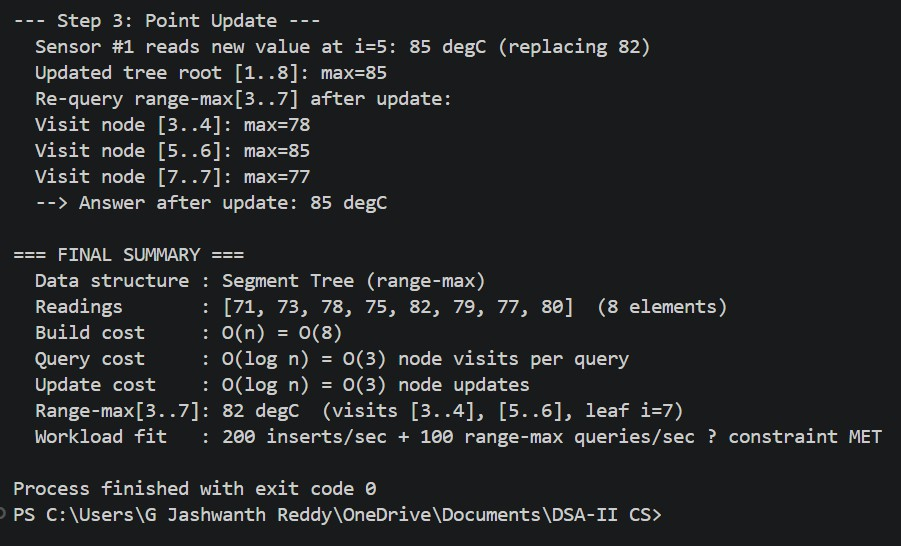 --- Step 3: Point Update ---
Sensor #1 reads new value at i=5: 85 degC (replacing 82)
Updated tree root [1..8]: max=85
Re-query range-max[3..7] after update:
Visit node [3..4]: max=78
Visit node [5..6]: max=85
Visit node [7..7]: max=77
--> Answer after update: 85 degC
=== FINAL SUMMARY ===
Data structure : Segment Tree (range-max)
Readings : [71, 73, 78, 75, 82, 79, 77, 80] (8 elements)
Build cost : O(n) = O(8)
Query cost : O(log n) = O(3) node visits per query
Update cost : O(log n) = O(3) node updates
Range-max[3..7]: 82 degC (visits [3..4], [5..6], leaf i=7)
Workload fit : 200 inserts/sec + 100 range-max queries/sec ? constraint MET
Process finished with exit code 0
PS C:\Users\G Jashwanth Reddy\OneDrive\Documents\DSA-II CS>